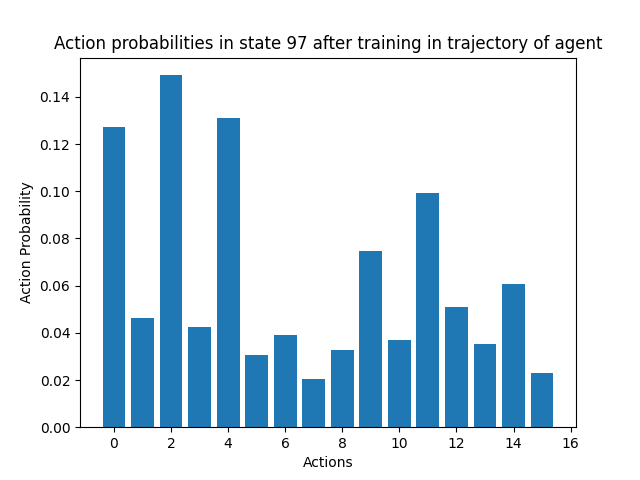 Action probabilities in state 97 after training in trajectory of agent
0.14
0.12
0.10
0.08
0.06
0.04
0.02
0.00
Action Probability
0 2 4 6 8 10 12 14 16
Actions